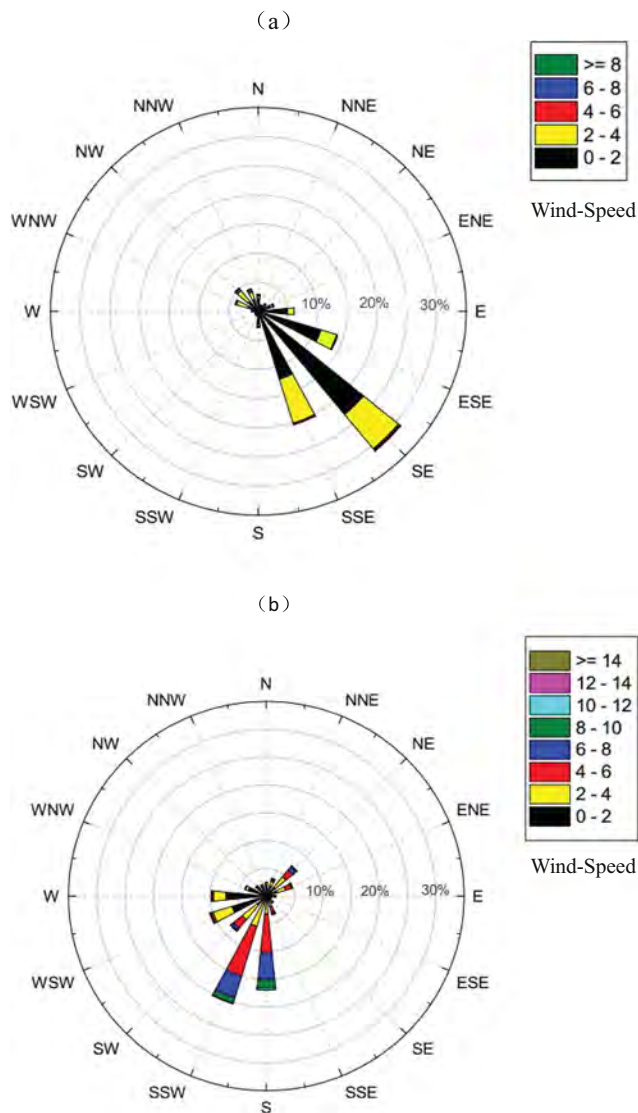 （a）
>= 8
6 - 8
4 - 6
2 - 4
0 - 2
Wind-Speed
N
NNW
NNE
NW
NE
WNW
ENE
W
10%
20%
30%
E
WSW
ESE
SW
SE
SSW
SSE
S
（b）
>= 14
12 - 14
10 - 12
8 - 10
6 - 8
4 - 6
2 - 4
0 - 2
Wind-Speed
N
NNW
NNE
NW
NE
WNW
ENE
W
10%
20%
30%
E
WSW
ESE
SW
SE
SSW
SSE
S